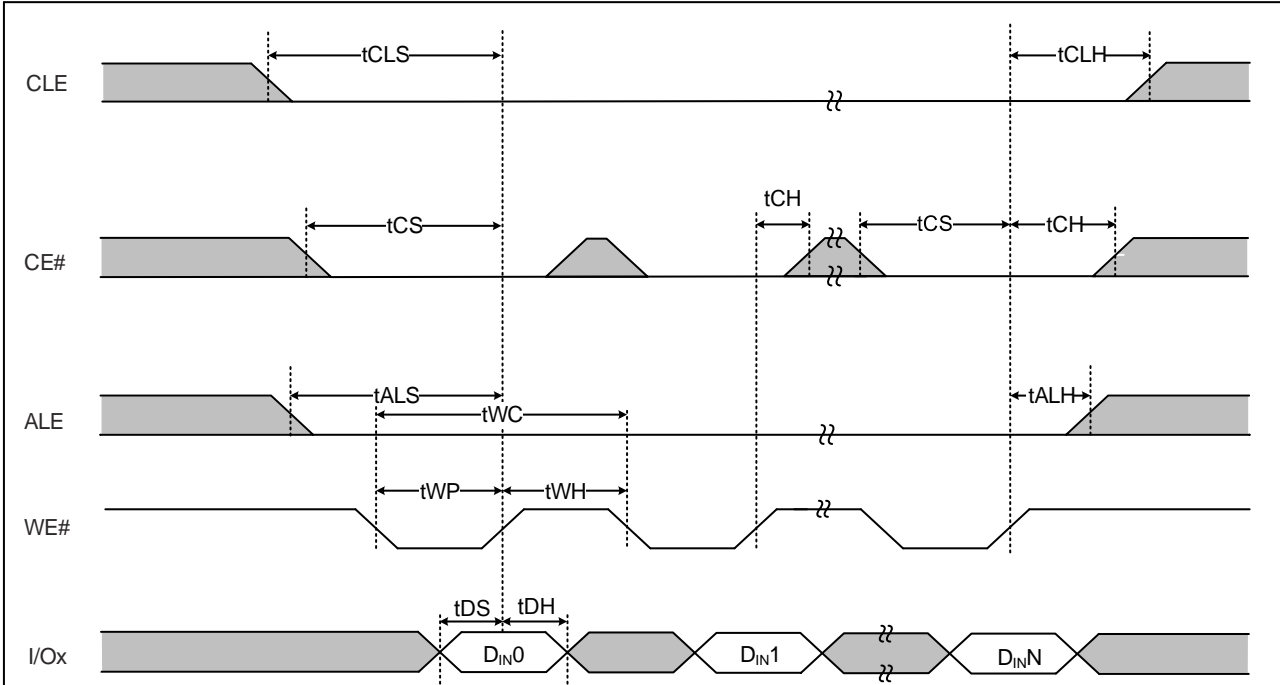 tCLS
tCLH
CLE
tCH
tCS
tCS
tCH
CE#
tALS
tALH
tWC
ALE
tWP
tWH
WE#
tDS
tDH
I/Ox
DIN0
DIN1
DINN